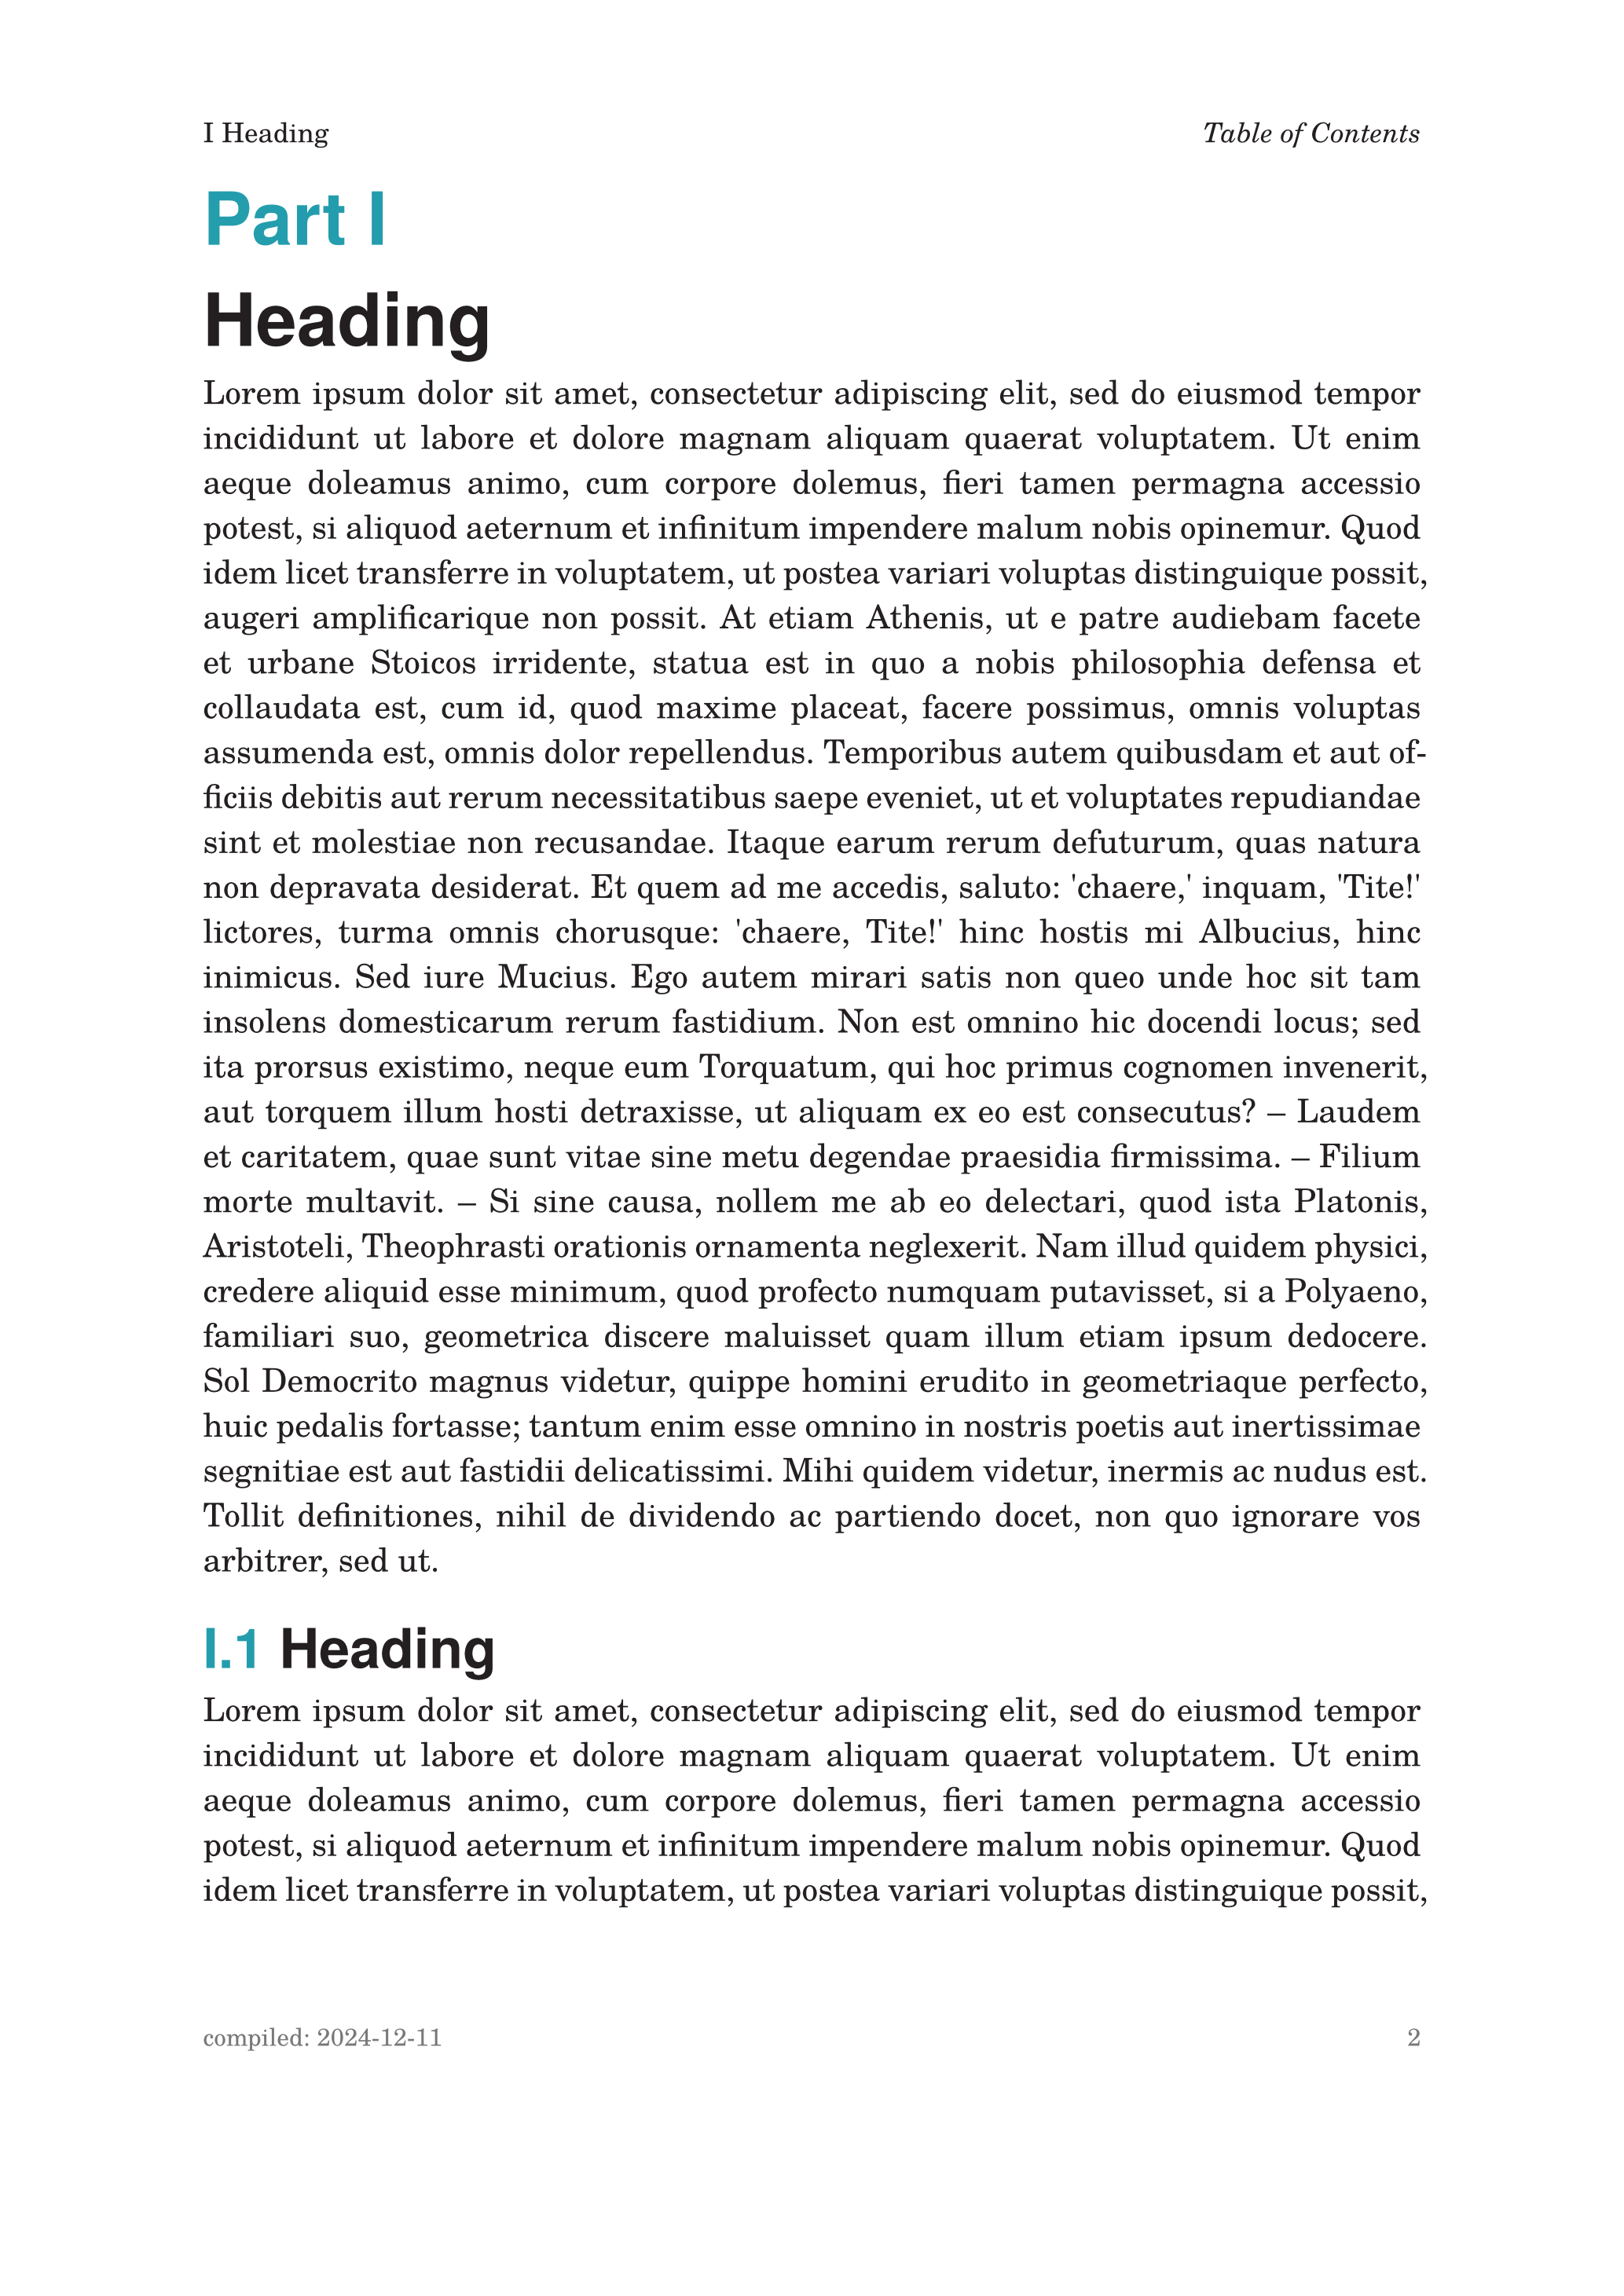 I Heading Table of Contents
Part I
Heading
Lorem ipsum dolor sit amet, consectetur adipiscing elit, sed do eiusmod tempor
incididunt ut labore et dolore magnam aliquam quaerat voluptatem. Ut enim
aeque doleamus animo, cum corpore dolemus, fieri tamen permagna accessio
potest, si aliquod aeternum et infinitum impendere malum nobis opinemur. Quod
idem licet transferre in voluptatem, ut postea variari voluptas distinguique possit,
augeri amplificarique non possit. At etiam Athenis, ut e patre audiebam facete
et urbane Stoicos irridente, statua est in quo a nobis philosophia defensa et
collaudata est, cum id, quod maxime placeat, facere possimus, omnis voluptas
assumenda est, omnis dolor repellendus. Temporibus autem quibusdam et aut of-
ficiis debitis aut rerum necessitatibus saepe eveniet, ut et voluptates repudiandae
sint et molestiae non recusandae. Itaque earum rerum defuturum, quas natura
non depravata desiderat. Et quem ad me accedis, saluto: 'chaere,' inquam, 'Tite!'
lictores, turma omnis chorusque: 'chaere, Tite!' hinc hostis mi Albucius, hinc
inimicus. Sed iure Mucius. Ego autem mirari satis non queo unde hoc sit tam
insolens domesticarum rerum fastidium. Non est omnino hic docendi locus; sed
ita prorsus existimo, neque eum Torquatum, qui hoc primus cognomen invenerit,
aut torquem illum hosti detraxisse, ut aliquam ex eo est consecutus? – Laudem
et caritatem, quae sunt vitae sine metu degendae praesidia firmissima. – Filium
morte multavit. – Si sine causa, nollem me ab eo delectari, quod ista Platonis,
Aristoteli, Theophrasti orationis ornamenta neglexerit. Nam illud quidem physici,
credere aliquid esse minimum, quod profecto numquam putavisset, si a Polyaeno,
familiari suo, geometrica discere maluisset quam illum etiam ipsum dedocere.
Sol Democrito magnus videtur, quippe homini erudito in geometriaque perfecto,
huic pedalis fortasse; tantum enim esse omnino in nostris poetis aut inertissimae
segnitiae est aut fastidii delicatissimi. Mihi quidem videtur, inermis ac nudus est.
Tollit definitiones, nihil de dividendo ac partiendo docet, non quo ignorare vos
arbitrer, sed ut.
I.1 Heading
Lorem ipsum dolor sit amet, consectetur adipiscing elit, sed do eiusmod tempor
incididunt ut labore et dolore magnam aliquam quaerat voluptatem. Ut enim
aeque doleamus animo, cum corpore dolemus, fieri tamen permagna accessio
potest, si aliquod aeternum et infinitum impendere malum nobis opinemur. Quod
idem licet transferre in voluptatem, ut postea variari voluptas distinguique possit,
compiled: 2024-12-11 2